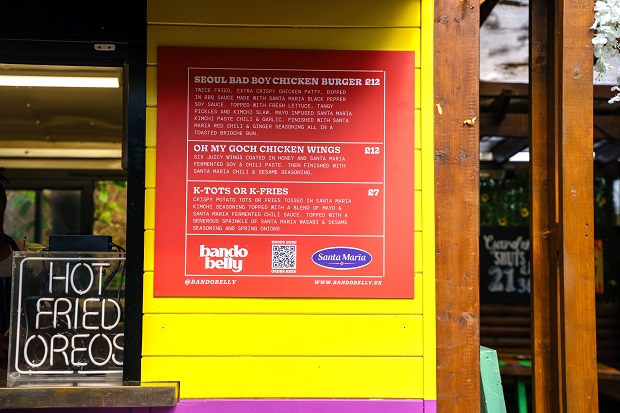 SEOUL BAD BOY CHICKEN BURGER £12
TWICE FRIED, EXTRA CRISPY CHICKEN PATTY, DIPPED
IN BBQ SAUCE MADE WITH SANTA MARIA BLACK PEPPER
SOY SAUCE. TOPPED WITH FRESH LETTUCE, TANGY
PICKLES AND KIMCHI SLAW. MAYO INFUSED SANTA MARIA
KIMCHI PASTE CHILI & GARLIC. FINISHED WITH SANTA
MARIA RED CHILI & GINGER SEASONING ALL IN A
TOASTED BRIOCHE BUN.
OH MY GOCH CHICKEN WINGS £12
SIX JUICY WINGS COATED IN HONEY AND SANTA MARIA
FERMENTED SOY & CHILI PASTE. THEN FINISHED WITH
SANTA MARIA CHILI & SESAME SEASONING.
K-TOTS OR K-FRIES £7
CRISPY POTATO TOTS OR FRIES TOSSED IN SANTA MARIA
KIMCHI SEASONING TOPPED WITH A BLEND OF MAYO &
SANTA MARIA FERMENTED CHILI SAUCE. TOPPED WITH A
GENEROUS SPRINKLE OF SANTA MARIA WASABI & SESAME
SEASONING AND SPRING ONIONS.
bando
belly
ORDER HERE
ORDER HERE
Santa Maria
@BANDOBELLY
WWW.BANDOBELLY.UK
HOT
FRIED
OREOS
SHUTS
21